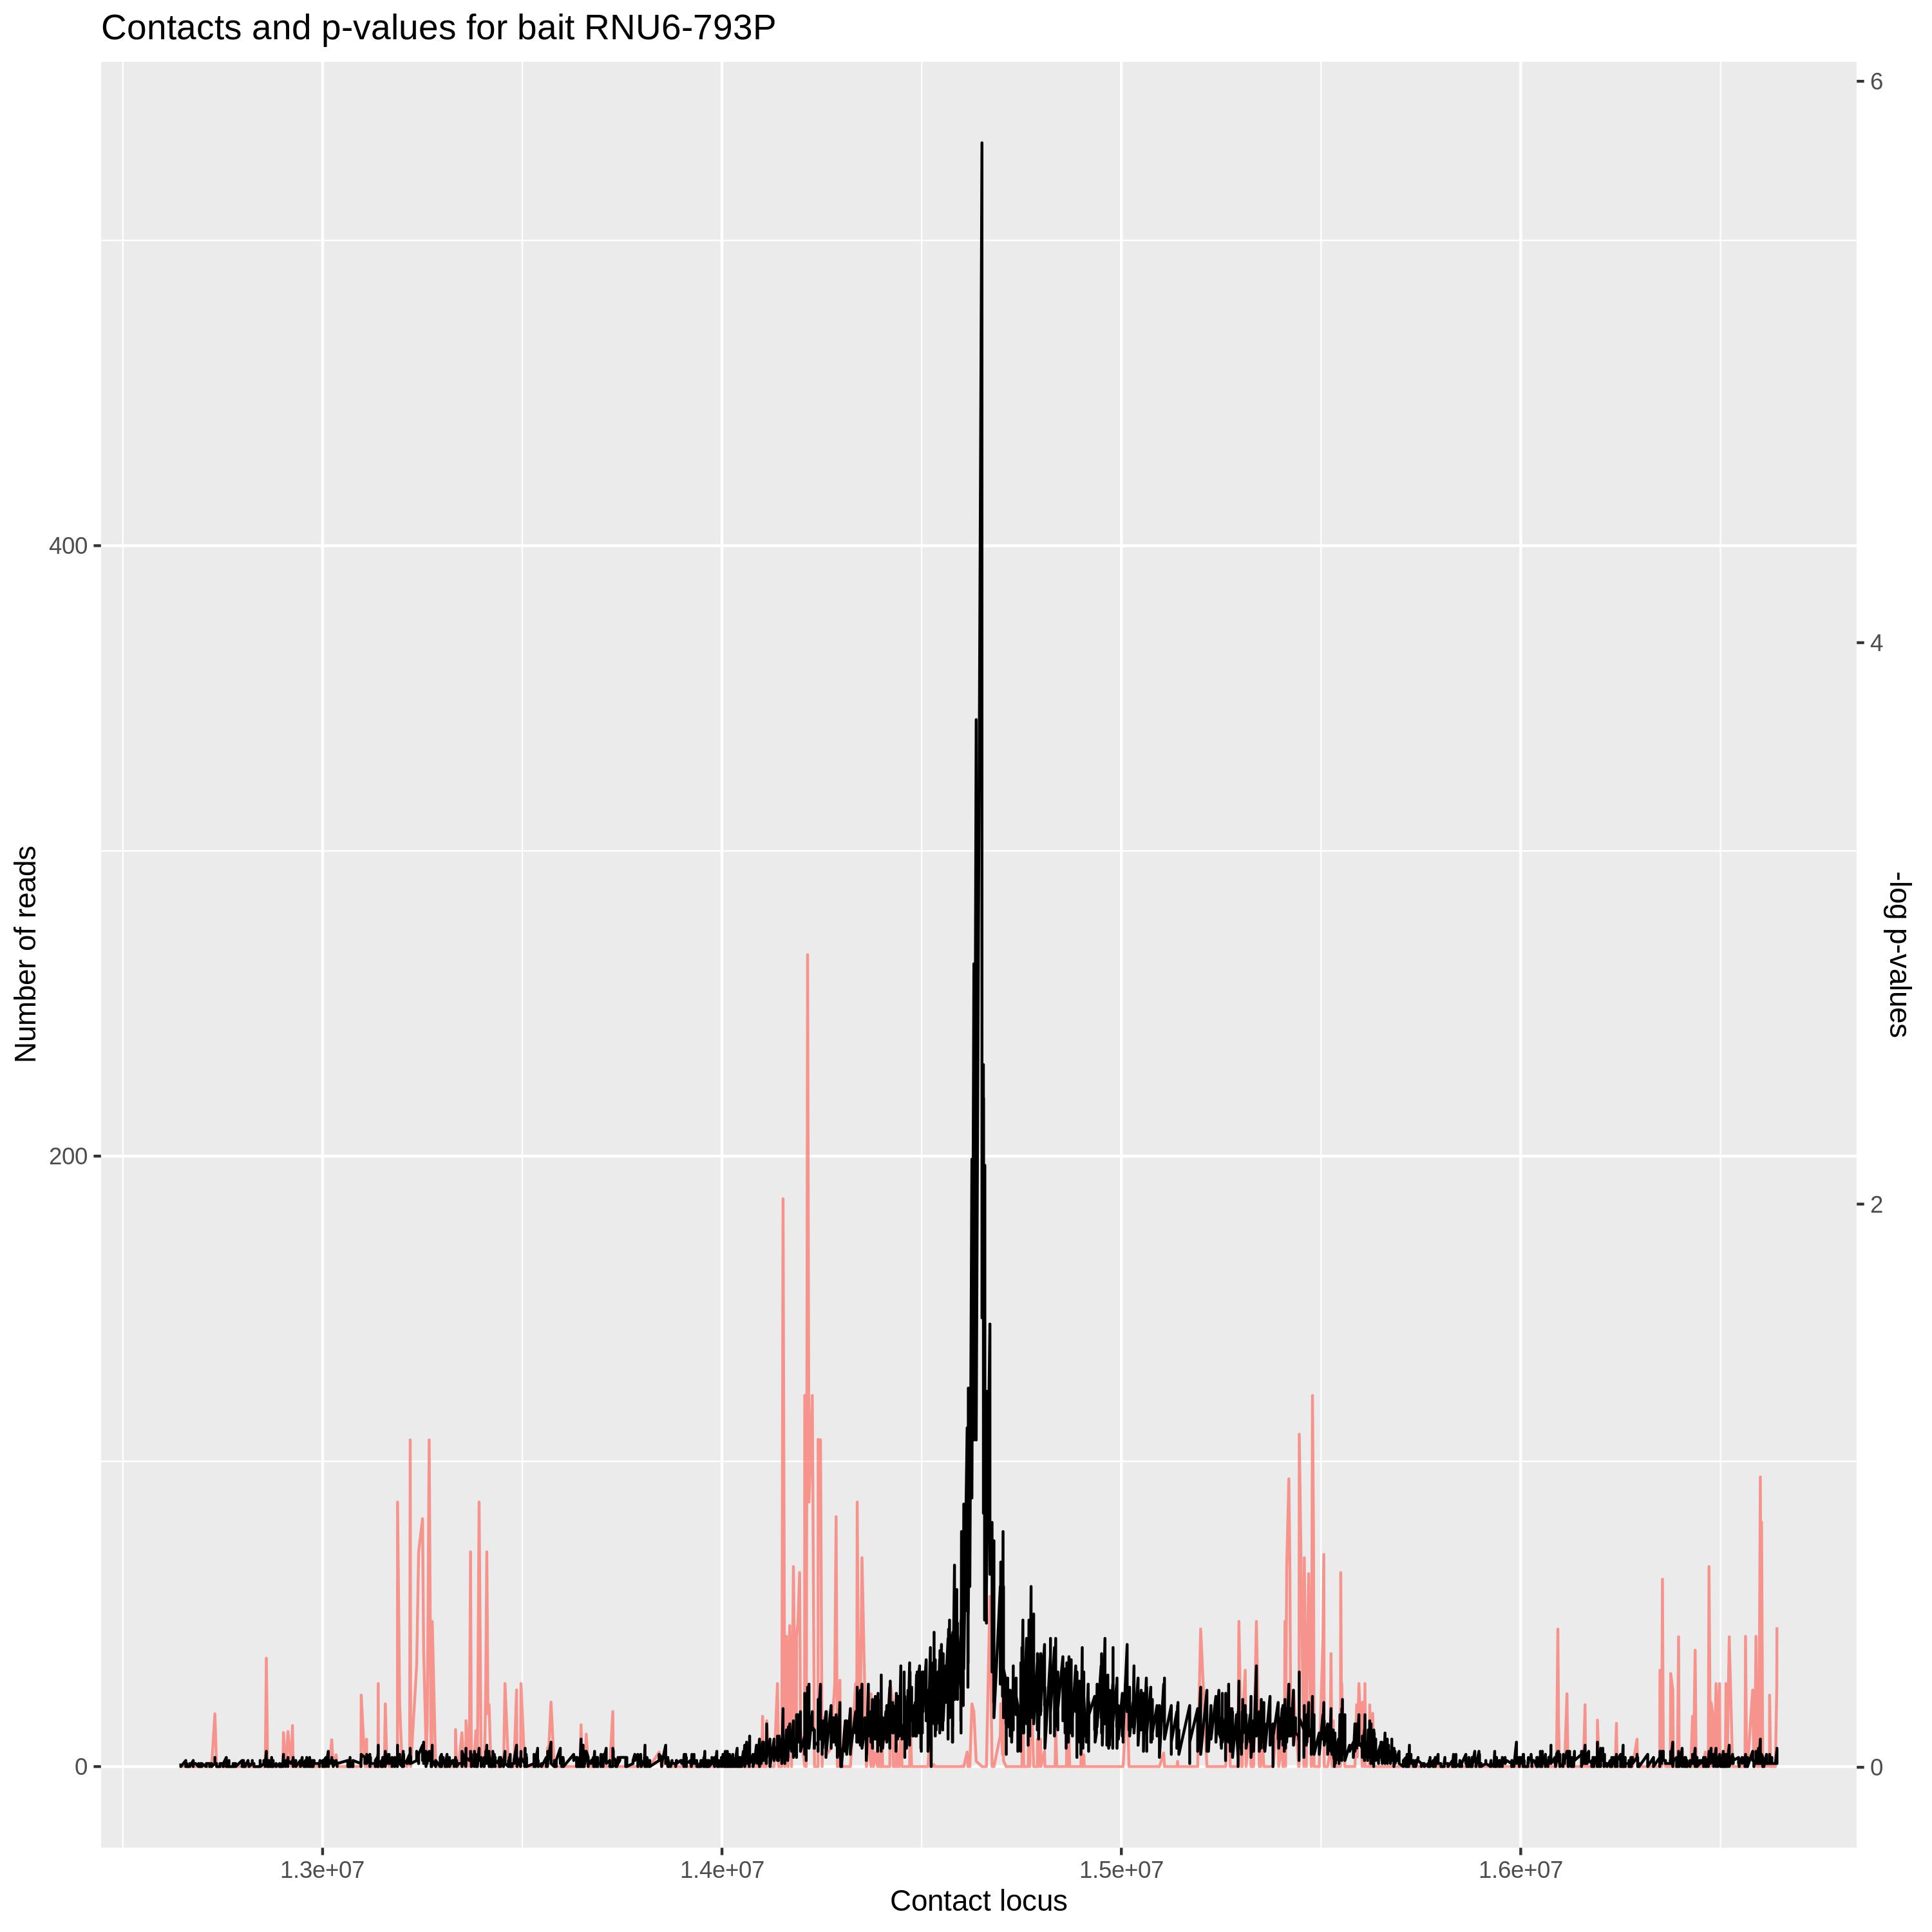 Contacts and p-values for bait RNU6-793P
6
400
4
Number of reads
-log p-values
200
2
0
0
1.3e+07
1.4e+07
1.5e+07
1.6e+07
Contact locus